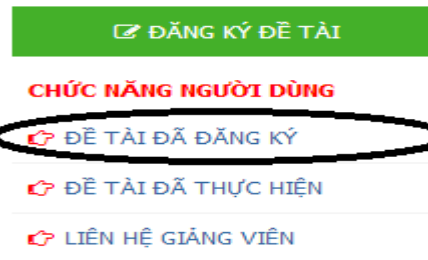 ĐĂNG KÝ ĐỀ TÀI
CHỨC NĂNG NGƯỜI DÙNG
ĐỀ TÀI ĐÃ ĐĂNG KÝ
ĐỀ TÀI ĐÃ THỰC HIỆN
LIÊN HỆ GIẢNG VIÊN